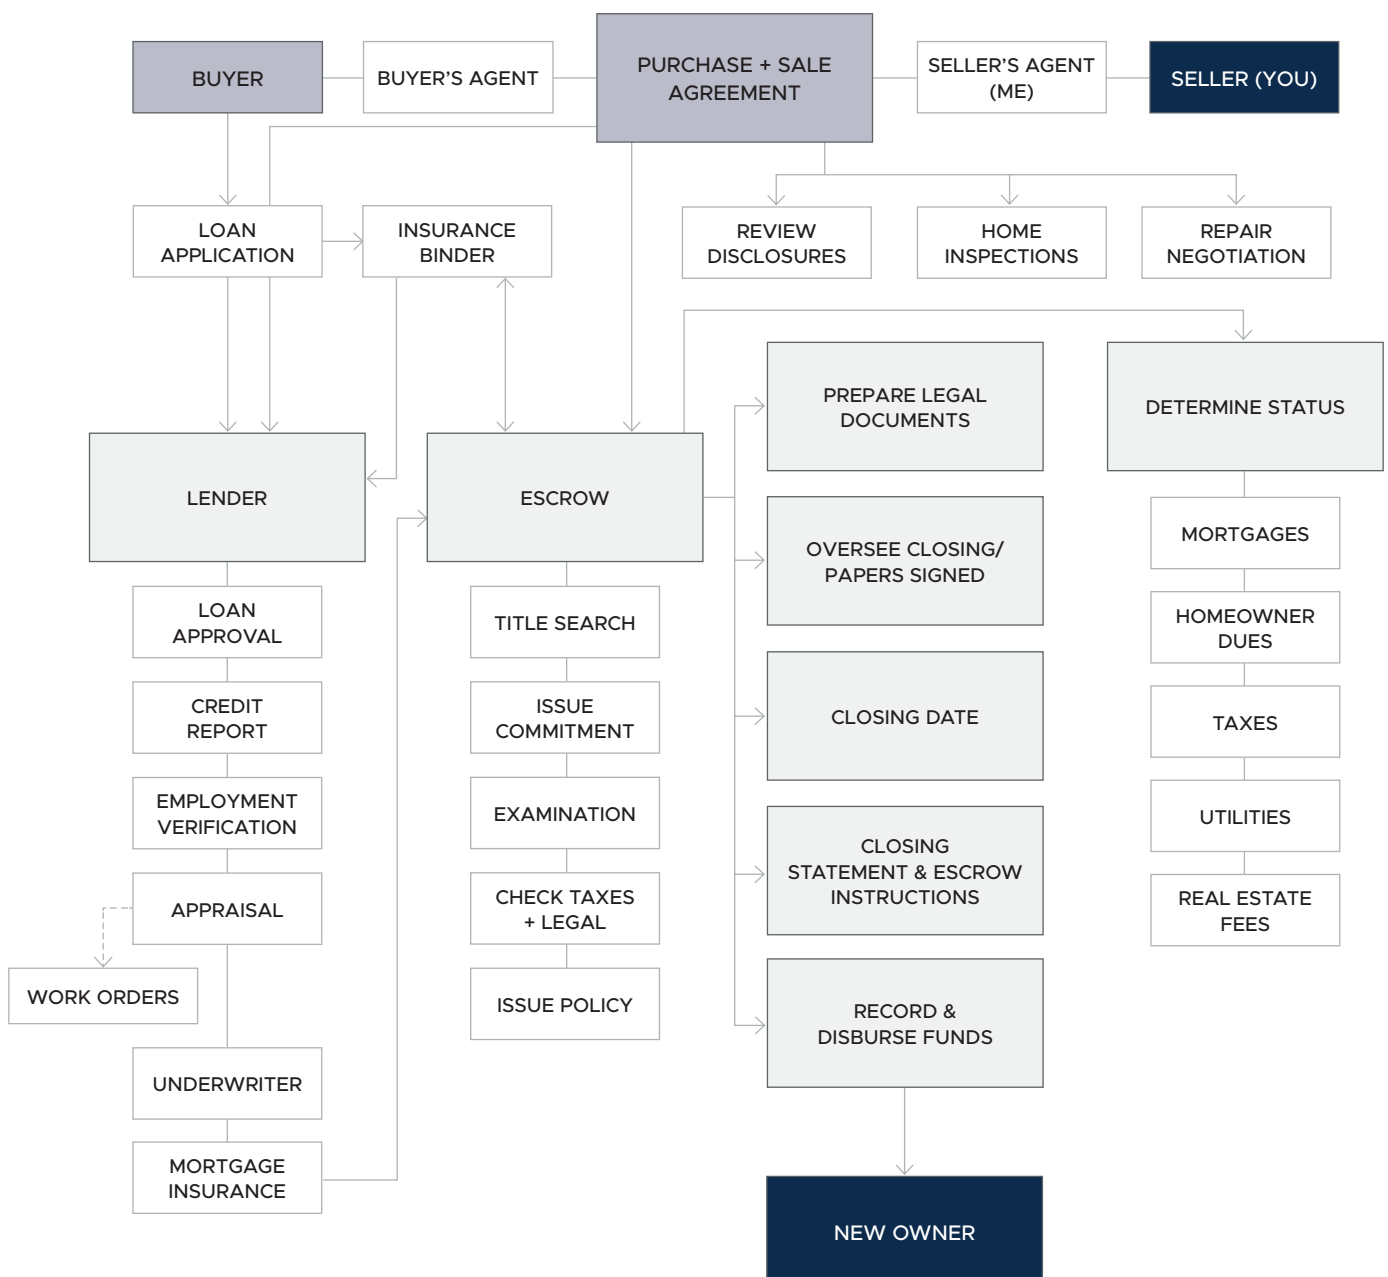 BUYER
BUYER’S AGENT
PURCHASE + SALE
AGREEMENT
SELLER’S AGENT
(ME)
SELLER (YOU)
LOAN
APPLICATION
INSURANCE
BINDER
REVIEW
DISCLOSURES
HOME
INSPECTIONS
REPAIR
NEGOTIATION
LENDER
ESCROW
PREPARE LEGAL
DOCUMENTS
DETERMINE STATUS
LOAN
APPROVAL
CREDIT
REPORT
EMPLOYMENT
VERIFICATION
APPRAISAL
WORK ORDERS
UNDERWRITER
MORTGAGE
INSURANCE
TITLE SEARCH
ISSUE
COMMITMENT
EXAMINATION
CHECK TAXES
+ LEGAL
ISSUE POLICY
OVERSEE CLOSING/
PAPERS SIGNED
CLOSING DATE
CLOSING
STATEMENT & ESCROW
INSTRUCTIONS
RECORD &
DISBURSE FUNDS
NEW OWNER
MORTGAGES
HOMEOWNER
DUES
TAXES
UTILITIES
REAL ESTATE
FEES